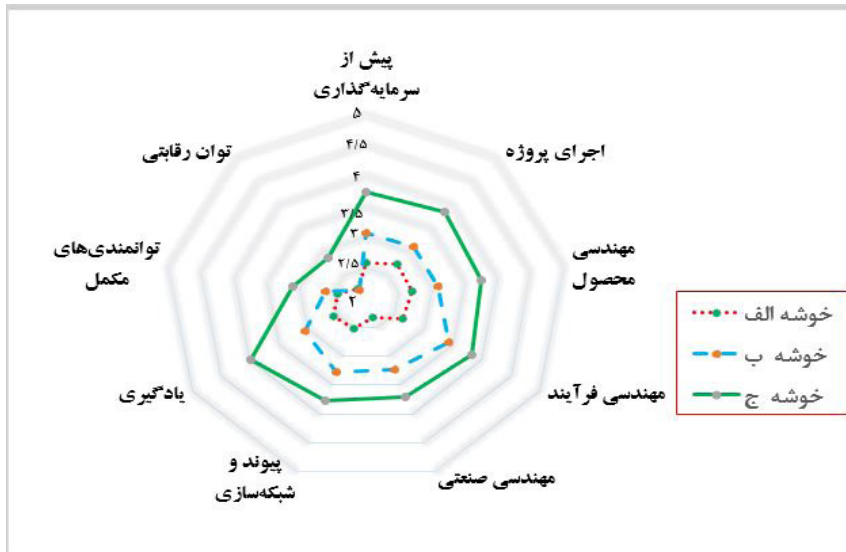 پیش از
سرمایه‌گذاری
اجرای پروژه
مهندسی
محصول
مهندسی فرآیند
مهندسی صنعتی
پیوند و
شبکه‌سازی
یادگیری
توانمندی‌های
مکمل
توان رقابتی
۵
۴/۵
۴
۳/۵
۳
۲/۵
۲
خوشه الف
خوشه ب
خوشه ج